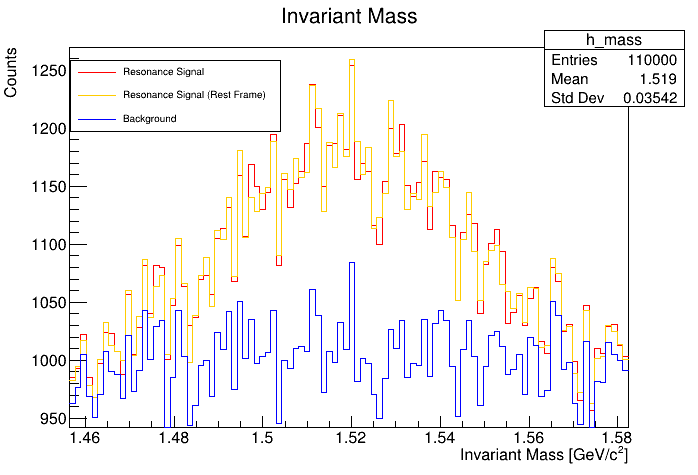 Invariant Mass
h_mass
Entries 110000
Mean 1.519
Std Dev 0.03542
Counts
Resonance Signal
Resonance Signal (Rest Frame)
Background
1250
1200
1150
1100
1050
1000
950
1.46 1.48 1.5 1.52 1.54 1.56 1.58
Invariant Mass [GeV/c²]